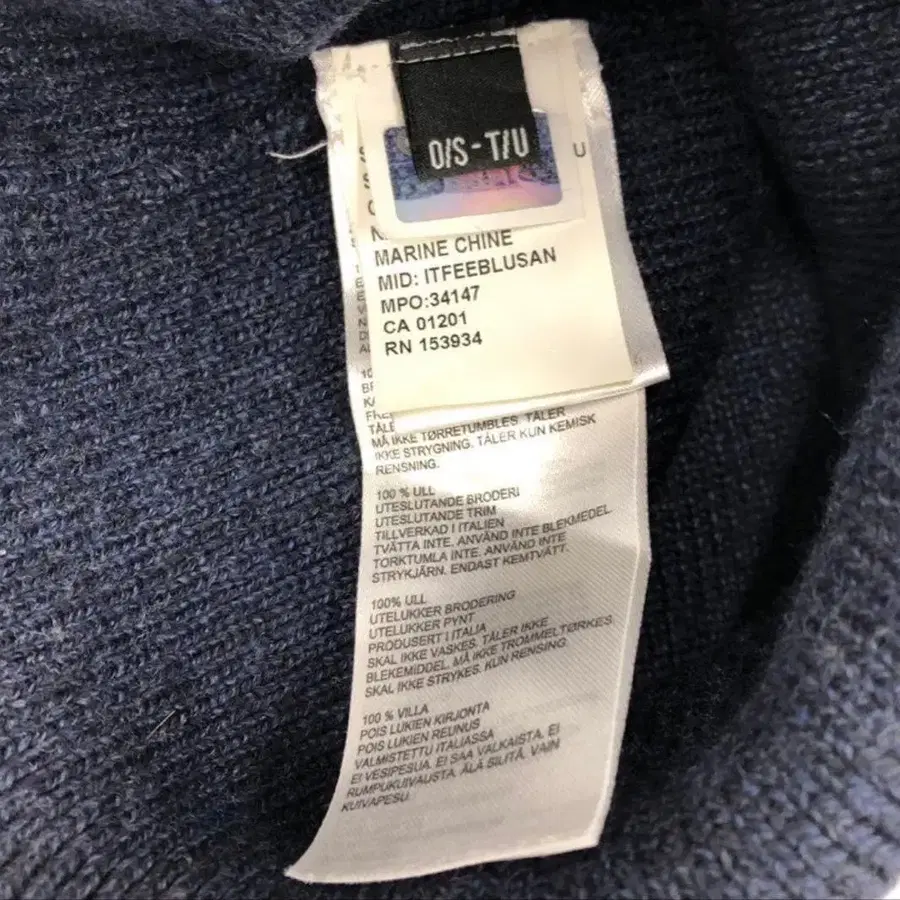 O/S - T/U
U
MARINE CHINE
MID: ITFEEBLUSAN
MPO:34147
CA 01201
RN 153934
MÅ IKKE TØRRETUMBLES. TÅLER
IKKE STRYGNING. TÅLER KUN KEMISK
RENSNING.
100 % ULL
UTESLUTANDE BRODERI
UTESLUTANDE TRIM
TILLVERKAD I ITALIEN
TVÄTTA INTE. ANVÄND INTE BLEKMEDEL
TORKTUMLA INTE. ANVÄND INTE
STRYKJÄRN. ENDAST KEMTVÄTT.
100% ULL
UTELUKKER BRODERING
UTELUKKER PYNT
PRODUSERT I ITALIA
SKAL IKKE VASKES. TÅLER IKKE
BLEKEMIDDEL. MÅ IKKE TROMMELTØRKES
SKAL IKKE STRYKES. KUN RENSING.
100 % VILLA
POIS LUKIEN KIRJONTA
POIS LUKIEN REUNUS
VALMISTETTU ITALIASSA
EI VESIPESUA. EI SAA VALKAISTA. EI
RUMPUKUIVAUSTA. ÄLÄ SILITÄ. VAIN
KUIVAPESU.